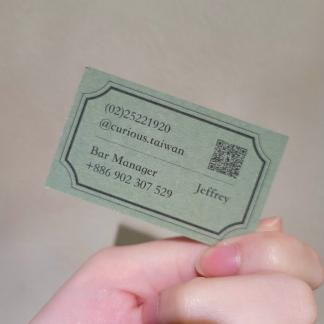 (02)25221920
@curious.taiwan
Bar Manager
+886 902 307 529
Jeffrey